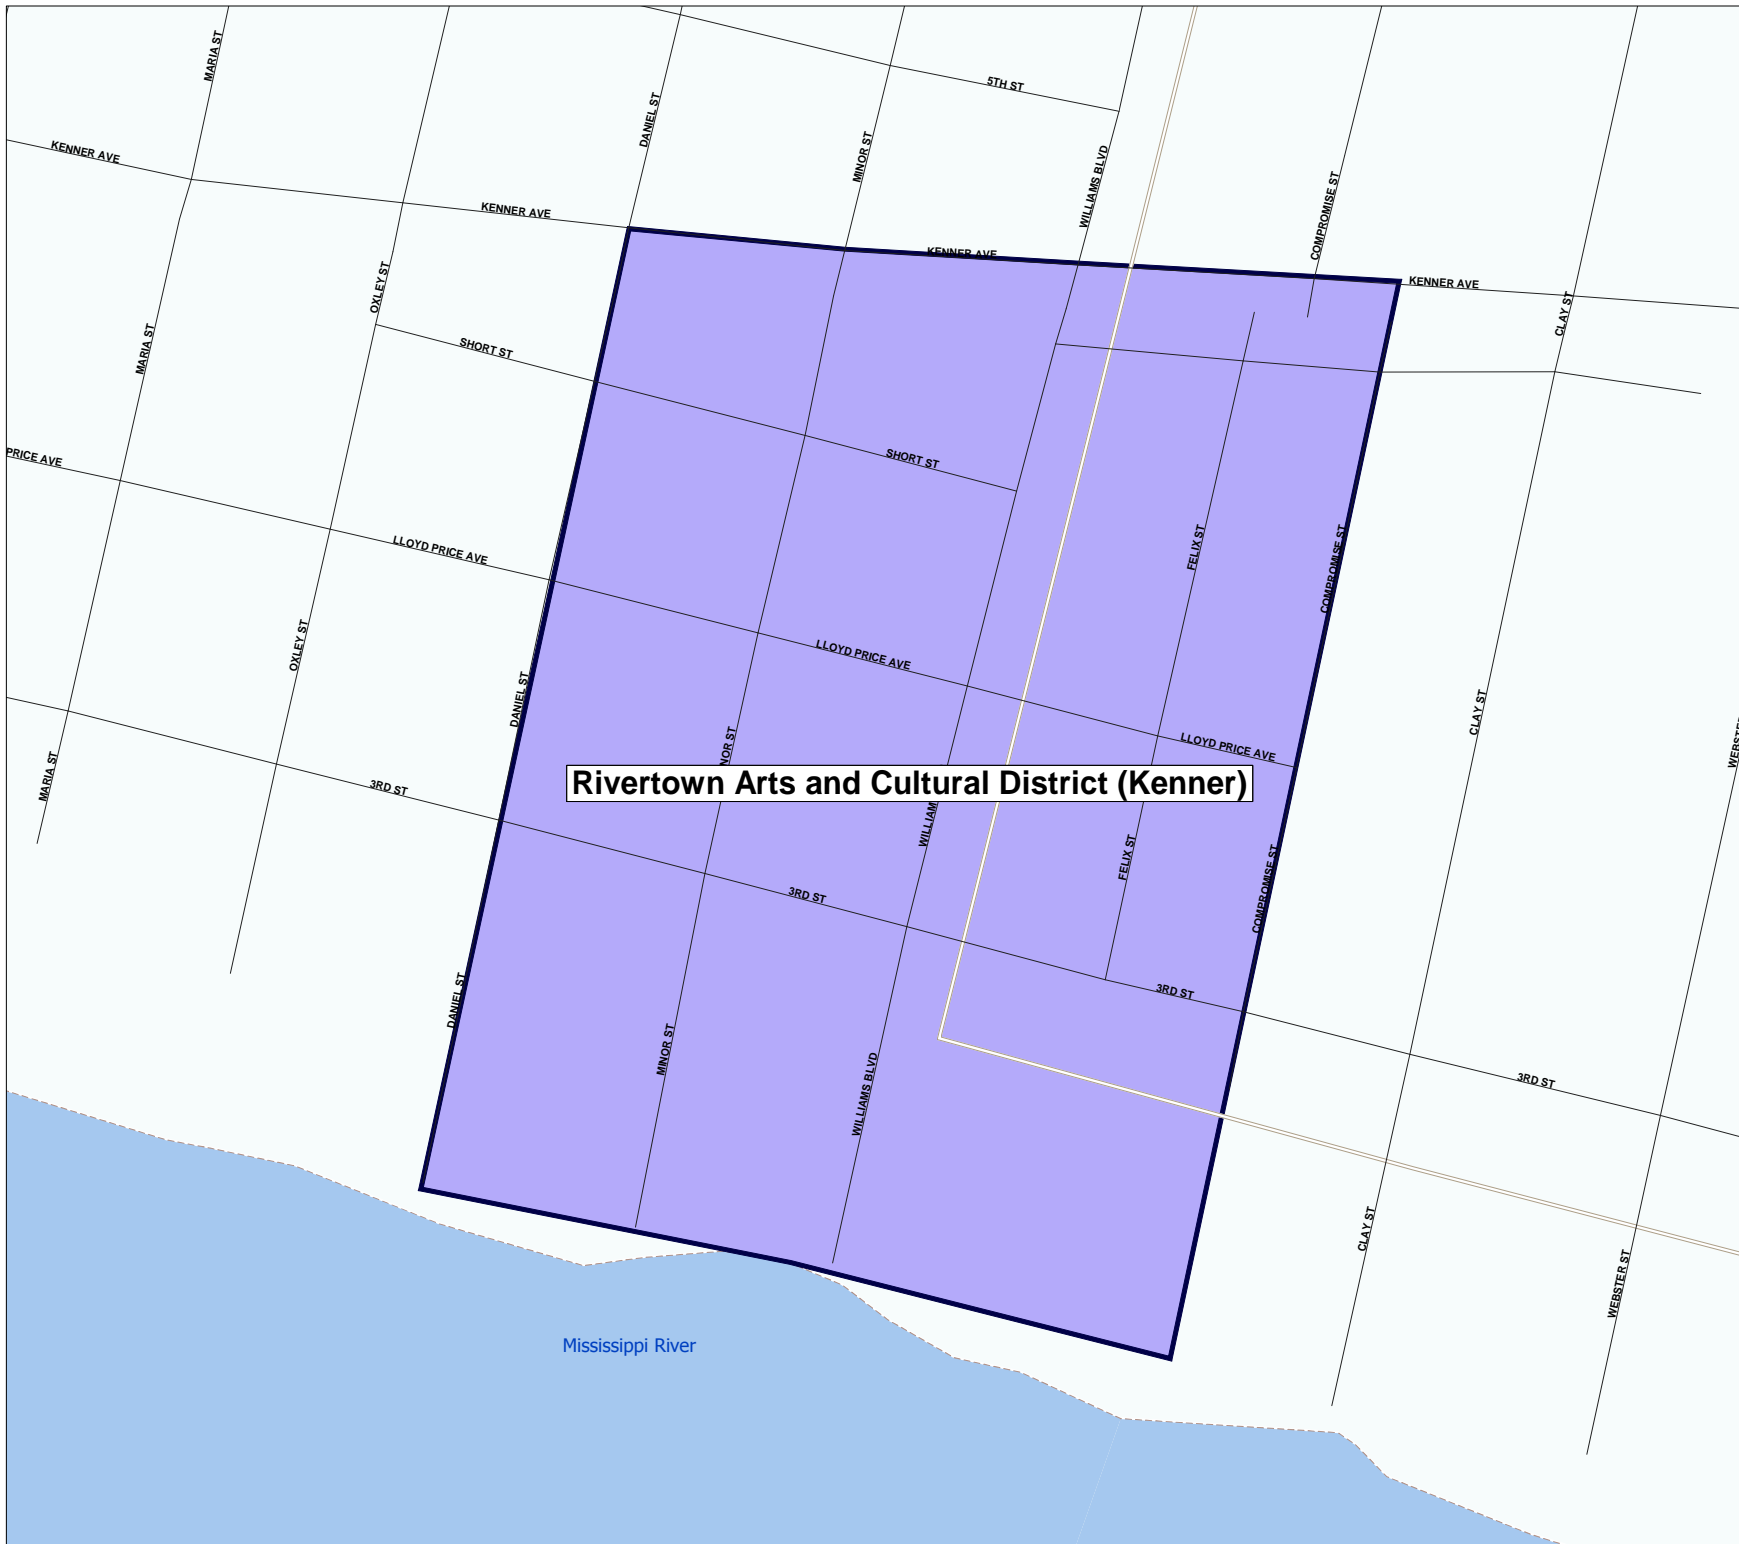 MARIA ST
5TH ST
DANIEL ST
MINOR ST
KENNER AVE
WILLIAMS BLVD
COMPROMISE ST
KENNER AVE
KENNER AVE
KENNER AVE
OXLEY ST
CLAY ST
MARIA ST
SHORT ST
SHORT ST
PRICE AVE
LLOYD PRICE AVE
FELIX ST
COMPROMISE ST
OXLEY ST
LLOYD PRICE AVE
DANIEL ST
CLAY ST
WEBSTER
NOR ST
LLOYD PRICE AVE
MARIA ST
3RD ST
Rivertown Arts and Cultural District (Kenner)
WILLIAM
FELIX ST
COMPROMISE ST
3RD ST
DANIEL ST
3RD ST
MINOR ST
WILLIAMS BLVD
3RD ST
CLAY ST
WEBSTER ST
Mississippi River